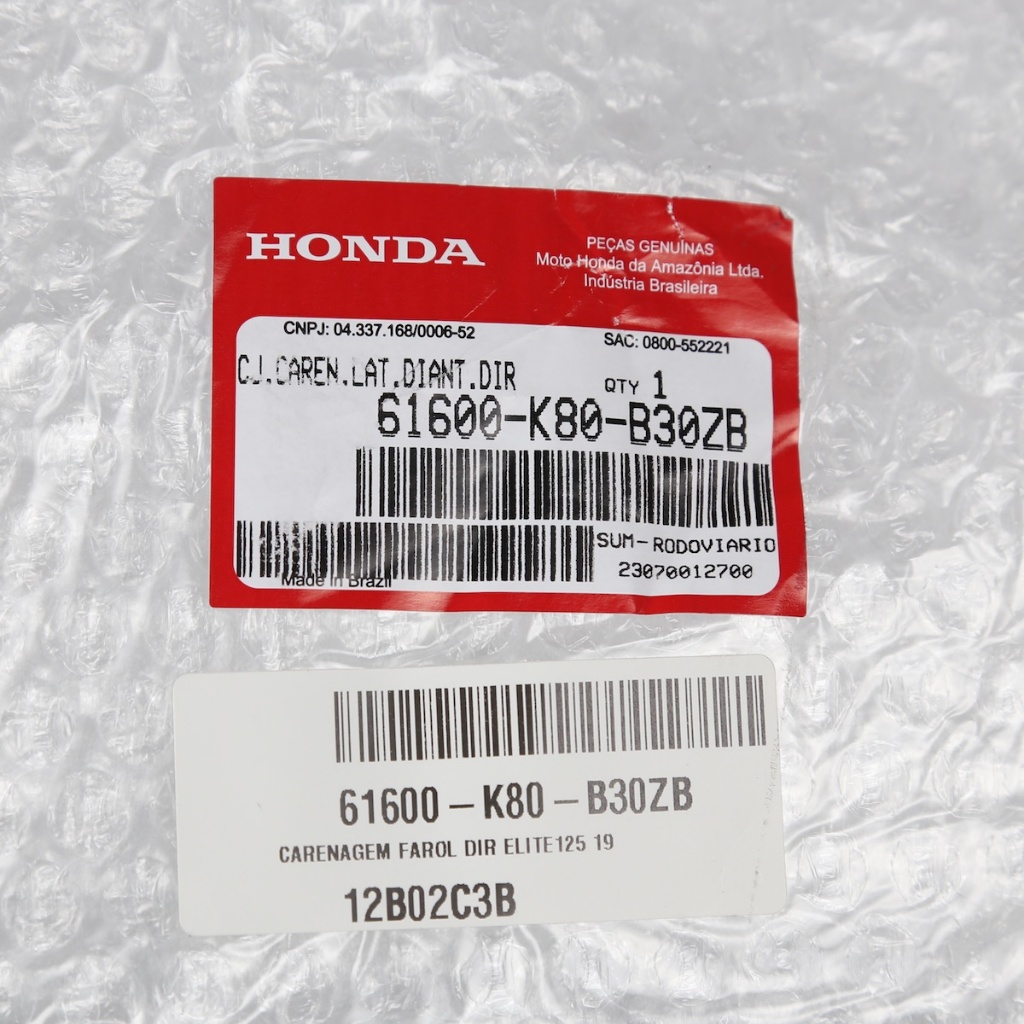 HONDA
PEÇAS GENUÍNAS
Moto Honda da Amazônia Ltda.
Indústria Brasileira
CNPJ: 04.337.168/0006-52
SAC: 0800-552221
CJ.CAREN.LAT.DIANT.DIR
QTY 1
61600-K80-B30ZB
SUM-RODOVIARIO
23070012700
Made in Brazil
61600-K80-B30ZB
CARENAGEM FAROL DIR ELITE125 19
12B02C3B